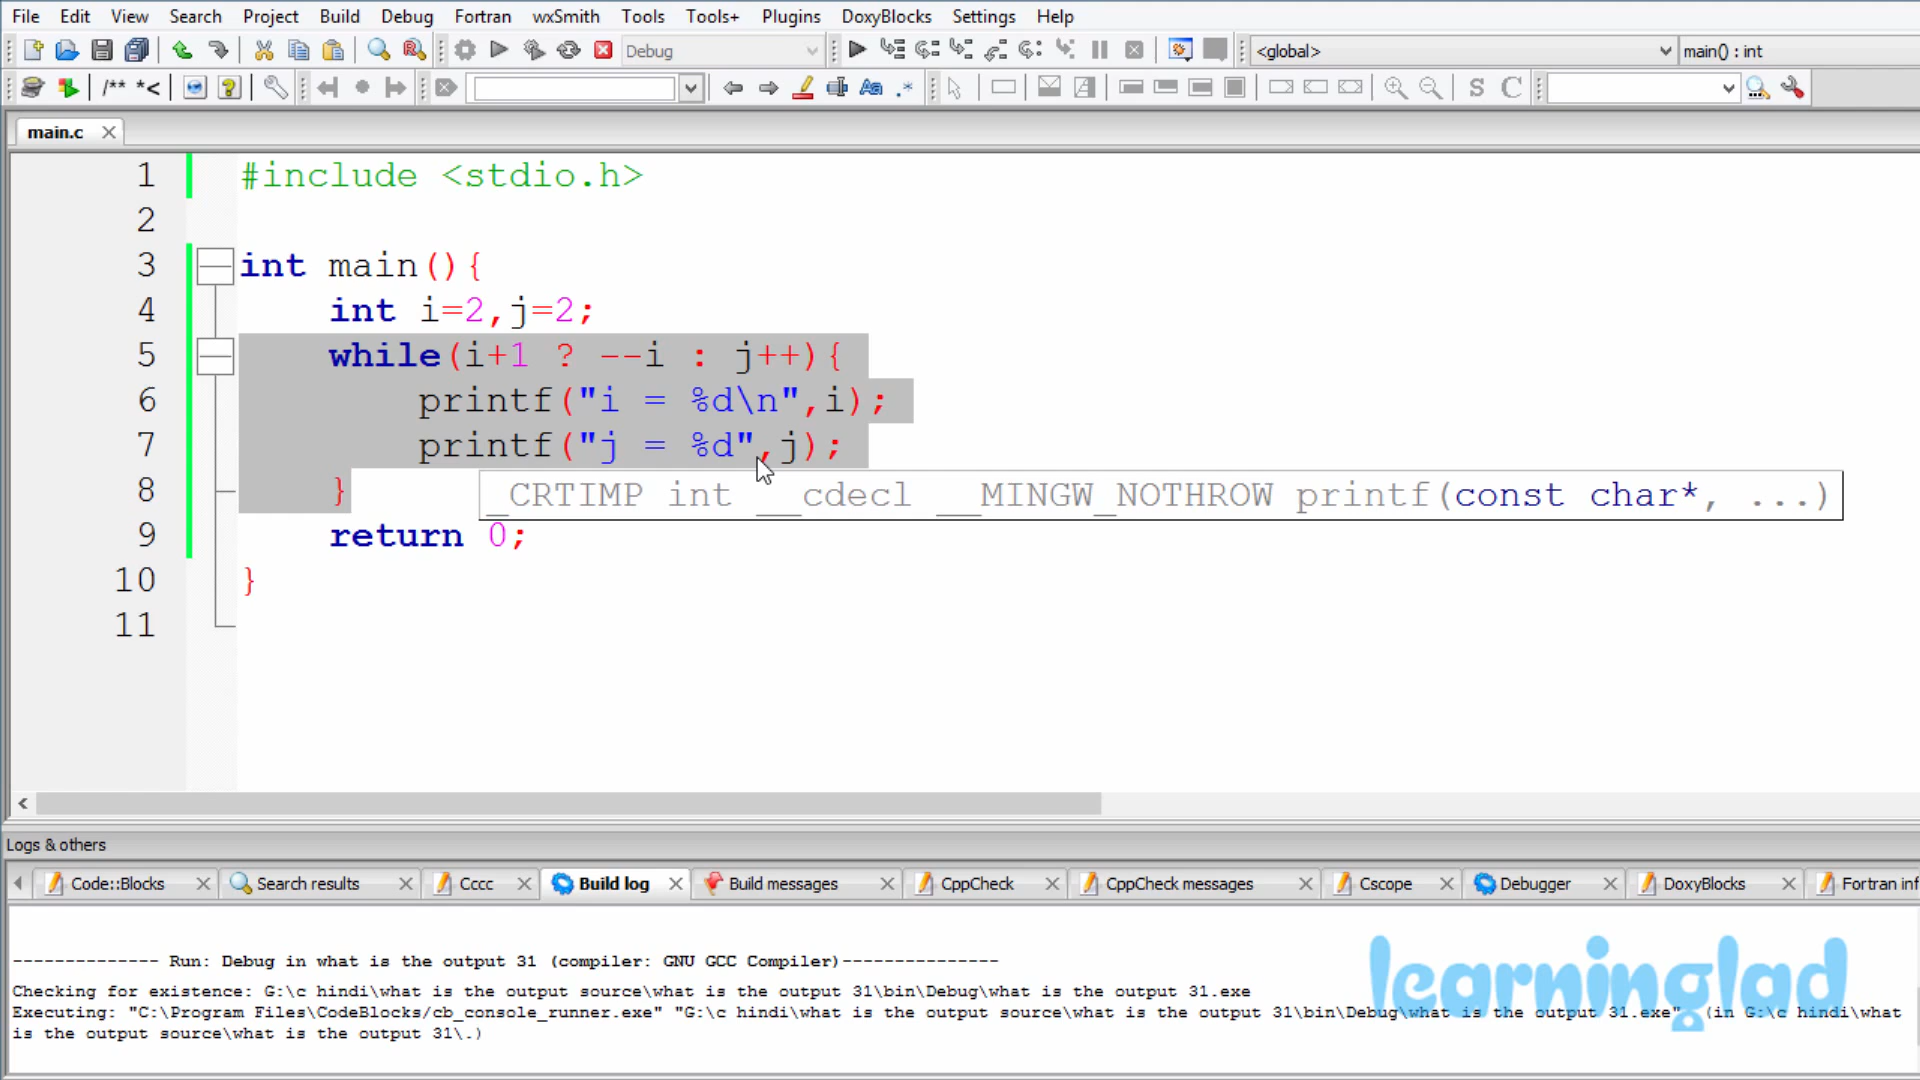 File Edit View Search Project Build Debug Fortran wxSmith Tools Tools+ Plugins DoxyBlocks Settings Help
Debug <global> main() : int
/** *< Aa .* S C
main.c
1 #include <stdio.h>
2
3 int main(){
4 int i=2,j=2;
5 while(i+1 ? --i : j++){
6 printf("i = %d\n",i);
7 printf("j = %d",j);
8 }
_CRTIMP int __cdecl __MINGW_NOTHROW printf(const char*, ...)
9 return 0;
10 }
11
Logs & others
Code::Blocks Search results Cccc Build log Build messages CppCheck CppCheck messages Cscope Debugger DoxyBlocks Fortran inf
-------------- Run: Debug in what is the output 31 (compiler: GNU GCC Compiler)---------------
Checking for existence: G:\c hindi\what is the output source\what is the output 31\bin\Debug\what is the output 31.exe
Executing: "C:\Program Files\CodeBlocks/cb_console_runner.exe" "G:\c hindi\what is the output source\what is the output 31\bin\Debug\what is the output 31.exe" (in G:\c hindi\what
is the output source\what is the output 31\.)
learninglad